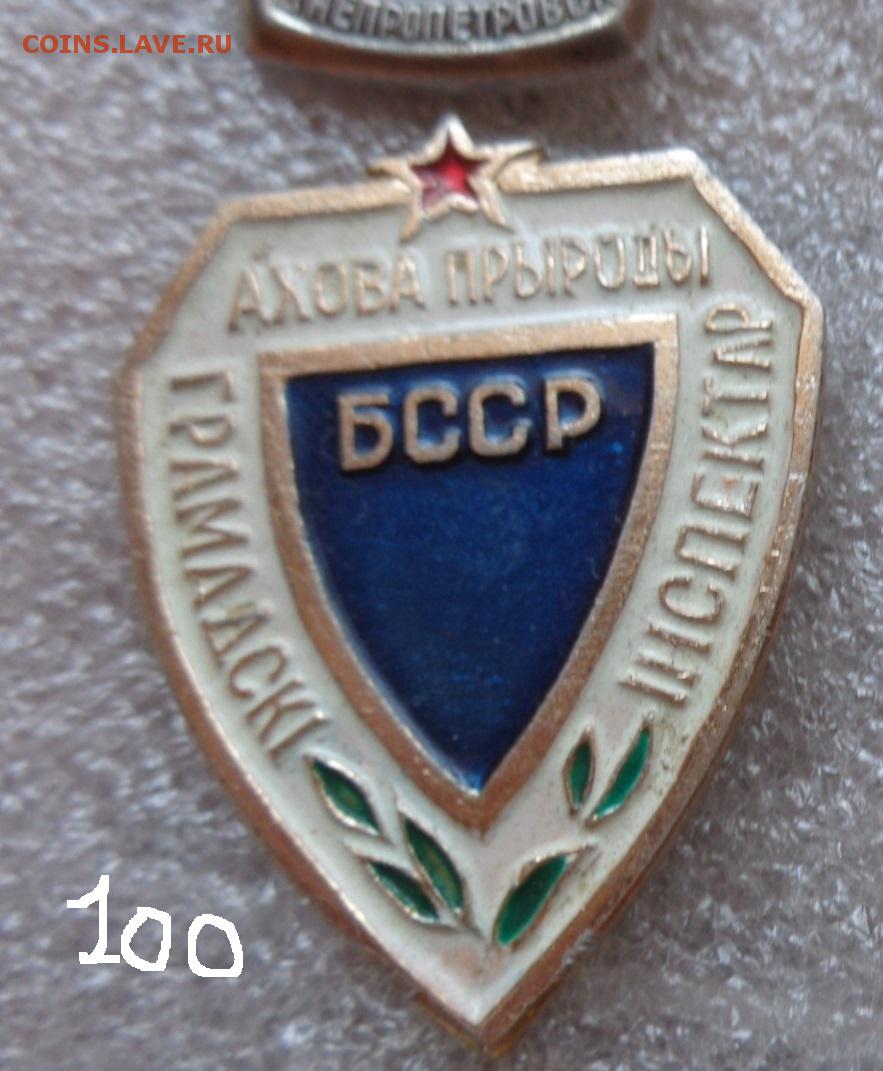 COINS.LAVE.RU
АХОВА ПРЫРОДЫ
ГРАМАДСКІ
ІНСПЕКТАР
БССР
100